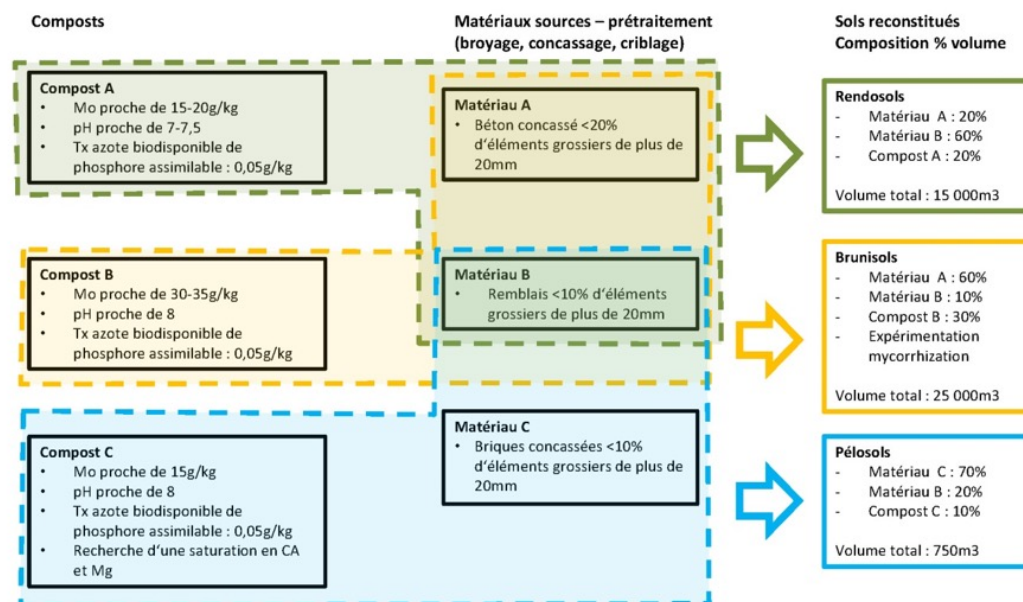 Composts
Matériaux sources – prétraitement
(broyage, concassage, criblage)
Sols reconstitués
Composition % volume
Compost A
• Mo proche de 15-20g/kg
• pH proche de 7-7,5
• Tx azote biodisponible de
phosphore assimilable : 0,05g/kg
Matériau A
• Béton concassé <20%
d'éléments grossiers de plus de
20mm
Rendosols
- Matériau A : 20%
- Matériau B : 60%
- Compost A : 20%
Volume total : 15 000m3
Compost B
• Mo proche de 30-35g/kg
• pH proche de 8
• Tx azote biodisponible de
phosphore assimilable : 0,05g/kg
Matériau B
• Remblais <10% d'éléments
grossiers de plus de 20mm
Brunisols
- Matériau A : 60%
- Matériau B : 10%
- Compost B : 30%
- Expérimentation
mycorrhization
Volume total : 25 000m3
Compost C
• Mo proche de 15g/kg
• pH proche de 8
• Tx azote biodisponible de
phosphore assimilable : 0,05g/kg
• Recherche d'une saturation en CA
et Mg
Matériau C
• Briques concassées <10%
d'éléments grossiers de plus de
20mm
Pélosols
- Matériau C : 70%
- Matériau B : 20%
- Compost C : 10%
Volume total : 750m3